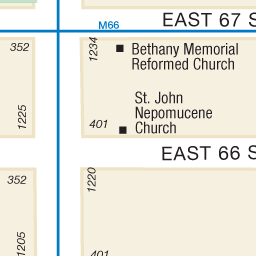 EAST 67 S
M66
352
1234
Bethany Memorial
Reformed Church
1225
St. John
Nepomucene
Church
401
EAST 66 S
352
1220
1205
401